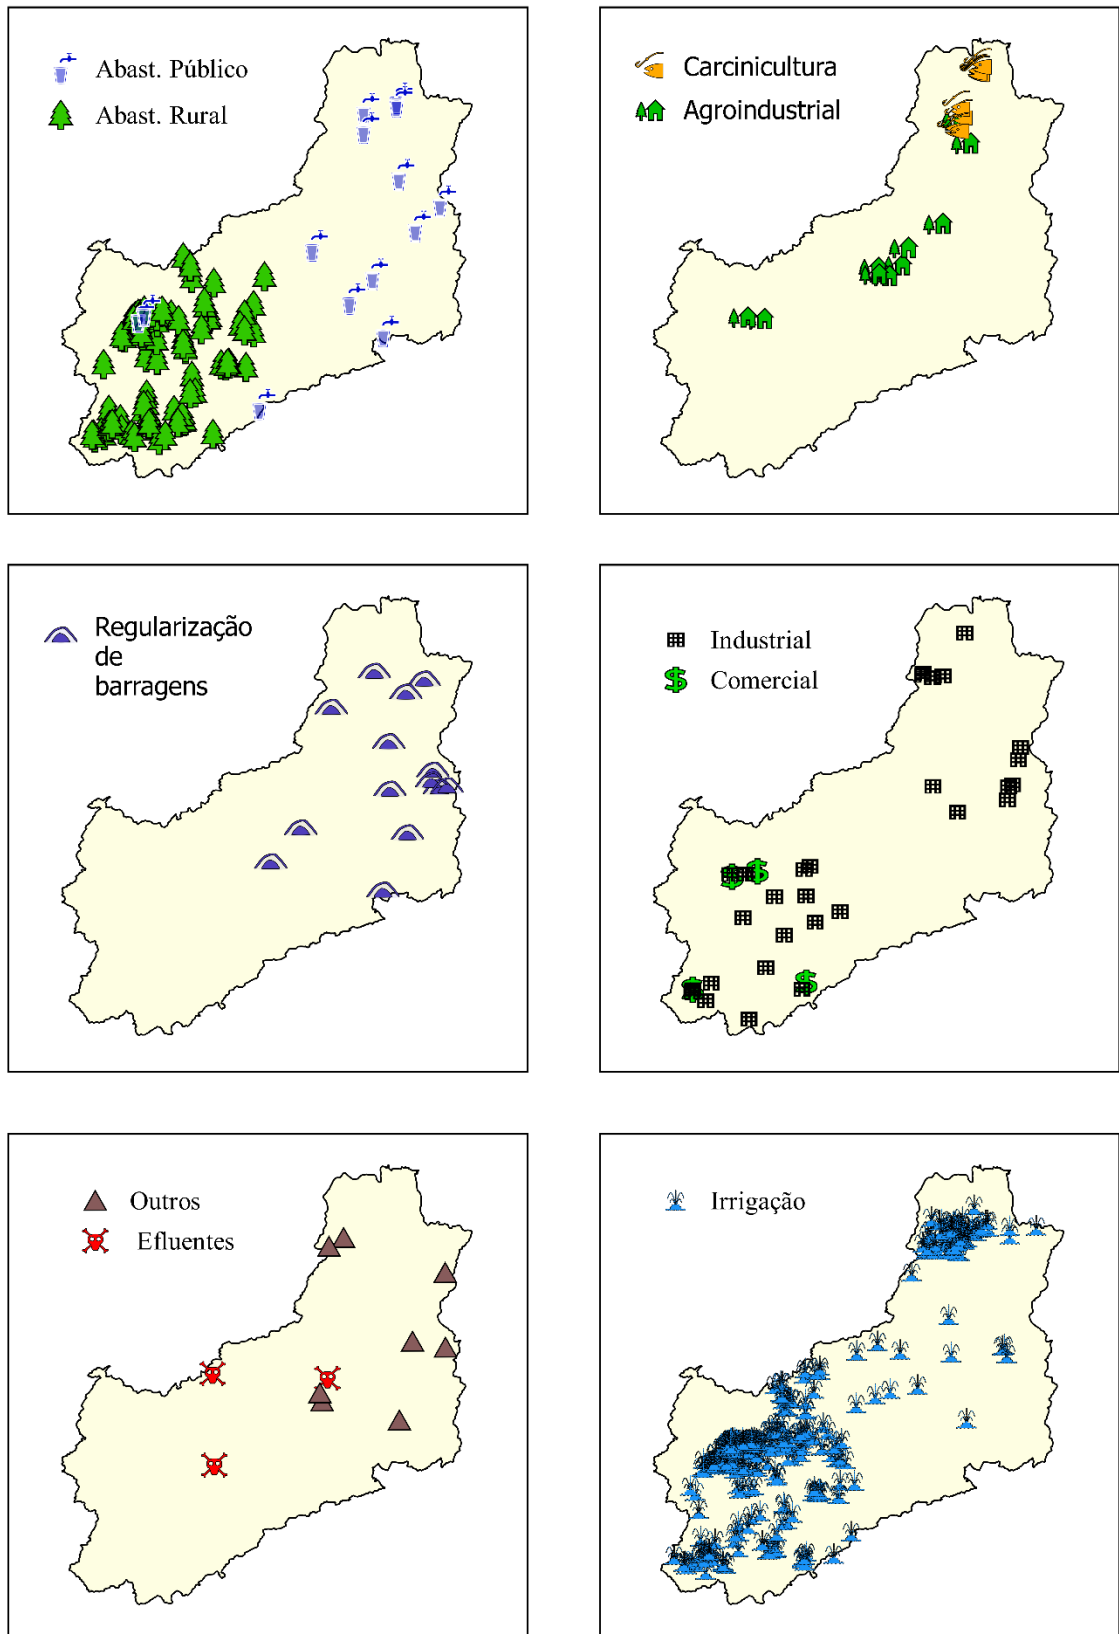 Abast. Público
Abast. Rural
Carcinicultura
Agroindustrial
Regularização
de
barragens
Industrial
Comercial
Outros
Efluentes
Irrigação